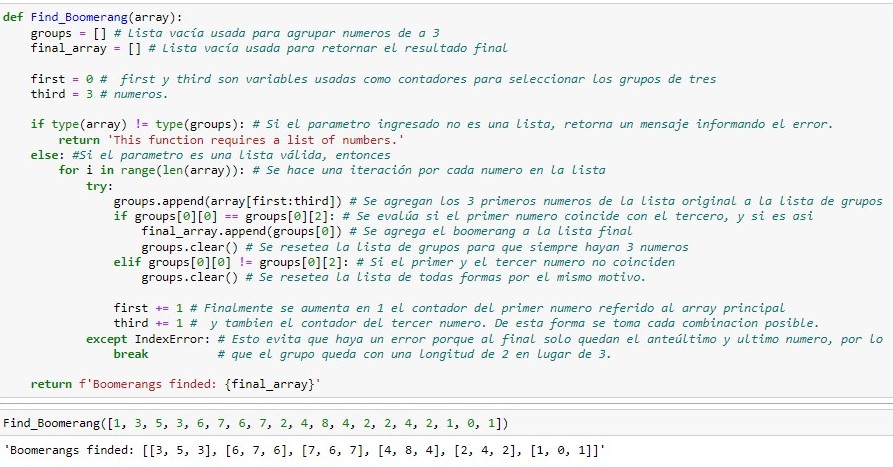 def Find_Boomerang(array):
    groups = [] # Lista vacía usada para agrupar numeros de a 3
    final_array = [] # Lista vacía usada para retornar el resultado final

    first = 0 #  first y third son variables usadas como contadores para seleccionar los grupos de tres
    third = 3 # numeros.

    if type(array) != type(groups): # Si el parametro ingresado no es una lista, retorna un mensaje informando el error.
        return 'This function requires a list of numbers.'
    else: #Si el parametro es una lista válida, entonces
        for i in range(len(array)): # Se hace una iteración por cada numero en la lista
            try:
                groups.append(array[first:third]) # Se agregan los 3 primeros numeros de la lista original a la lista de grupos
                if groups[0][0] == groups[0][2]: # Se evalúa si el primer numero coincide con el tercero, y si es asi
                    final_array.append(groups[0]) # Se agrega el boomerang a la lista final
                    groups.clear() # Se resetea la lista de grupos para que siempre hayan 3 numeros
                elif groups[0][0] != groups[0][2]: # Si el primer y el tercer numero no coinciden
                    groups.clear() # Se resetea la lista de todas formas por el mismo motivo.

                first += 1 # Finalmente se aumenta en 1 el contador del primer numero referido al array principal
                third += 1 #  y tambien el contador del tercer numero. De esta forma se toma cada combinacion posible.
            except IndexError: # Esto evita que haya un error porque al final solo quedan el anteúltimo y ultimo numero, por lo
                break          # que el grupo queda con una longitud de 2 en lugar de 3.

    return f'Boomerangs finded: {final_array}'

Find_Boomerang([1, 3, 5, 3, 6, 7, 6, 7, 2, 4, 8, 4, 2, 2, 4, 2, 1, 0, 1])

'Boomerangs finded: [[3, 5, 3], [6, 7, 6], [7, 6, 7], [4, 8, 4], [2, 4, 2], [1, 0, 1]]'